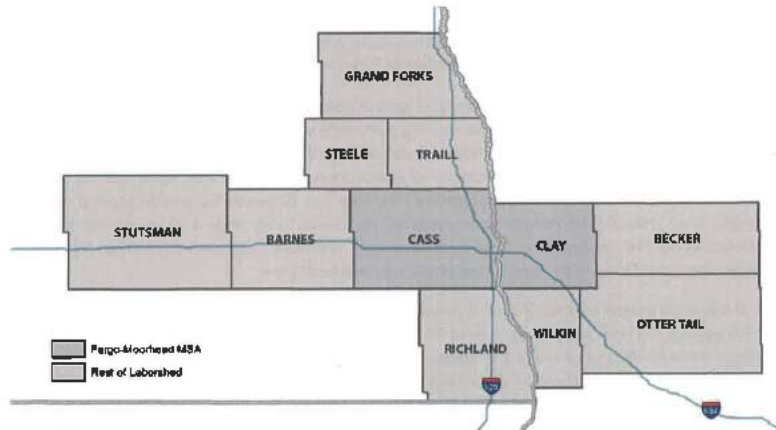 GRAND FORKS
STEELE
TRAILL
STUTSMAN
BARNES
CASS
CLAY
BECKER
RICHLAND
WILKIN
OTTER TAIL
Fargo-Moorhead MSA
Rest of Laborshed